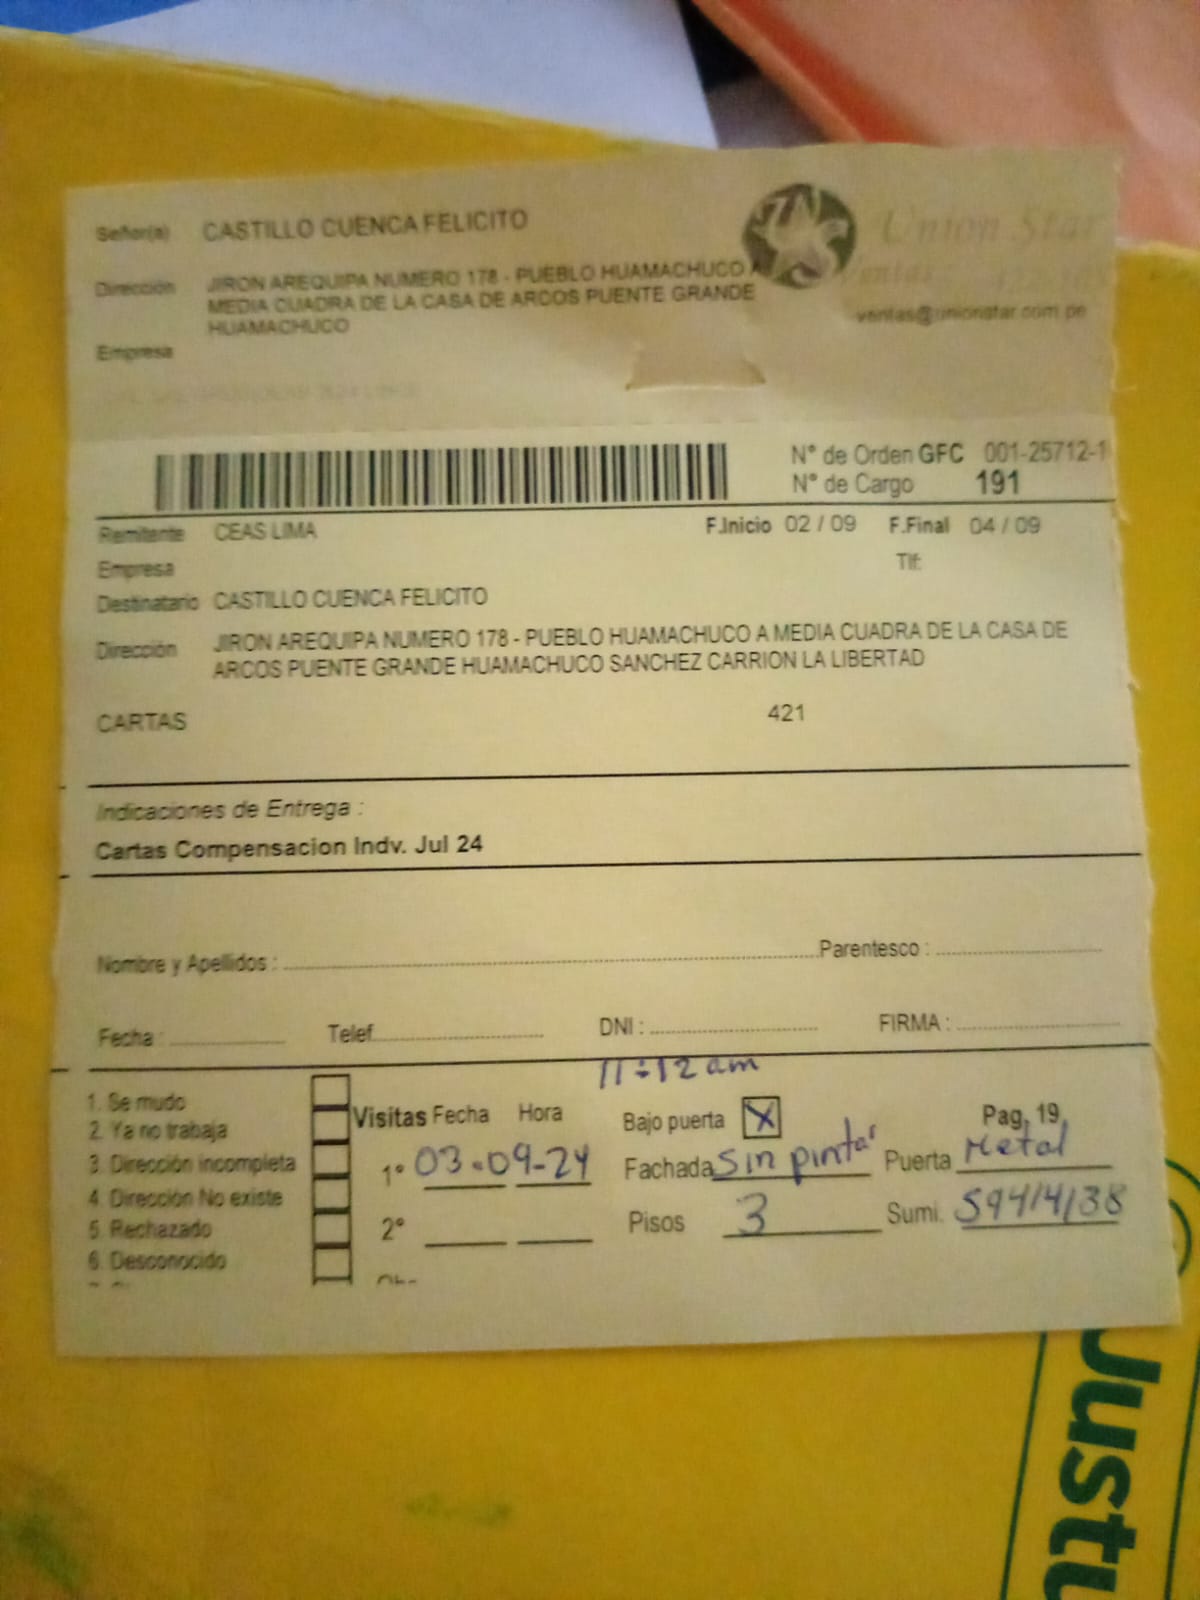 Señor(a) CASTILLO CUENCA FELICITO
Union Star
Dirección JIRON AREQUIPA NUMERO 178 - PUEBLO HUAMACHUCO A
MEDIA CUADRA DE LA CASA DE ARCOS PUENTE GRANDE
HUAMACHUCO
Ventas:
ventas@unionstar.com.pe
Empresa
N° de Orden GFC 001-25712-1
N° de Cargo 191
Remitente CEAS LIMA F.Inicio 02 / 09 F.Final 04 / 09
Empresa Tlf:
Destinatario CASTILLO CUENCA FELICITO
Dirección JIRON AREQUIPA NUMERO 178 - PUEBLO HUAMACHUCO A MEDIA CUADRA DE LA CASA DE
ARCOS PUENTE GRANDE HUAMACHUCO SANCHEZ CARRION LA LIBERTAD
CARTAS 421
Indicaciones de Entrega :
Cartas Compensacion Indv. Jul 24
Nombre y Apellidos : Parentesco :
Fecha : Telef. DNI : FIRMA :
11:12 am
1. Se mudo Visitas Fecha Hora Bajo puerta X Pag. 19
2. Ya no trabaja
3. Dirección incompleta 1° 03-09-24 Fachada Sin pintar Puerta Metal
4. Dirección No existe
5. Rechazado 2° Pisos 3 Sumi.
6. Desconocido